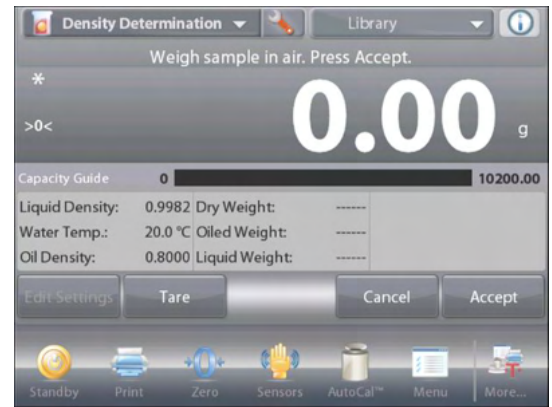 Density Determination Library
Weigh sample in air. Press Accept.
*
>0< 0.00 g
Capacity Guide 0 10200.00
Liquid Density: 0.9982 Dry Weight: ------
Water Temp.: 20.0 °C Oiled Weight: ------
Oil Density: 0.8000 Liquid Weight: ------
Edit Settings Tare Cancel Accept
Standby Print Zero Sensors AutoCal™ Menu More...